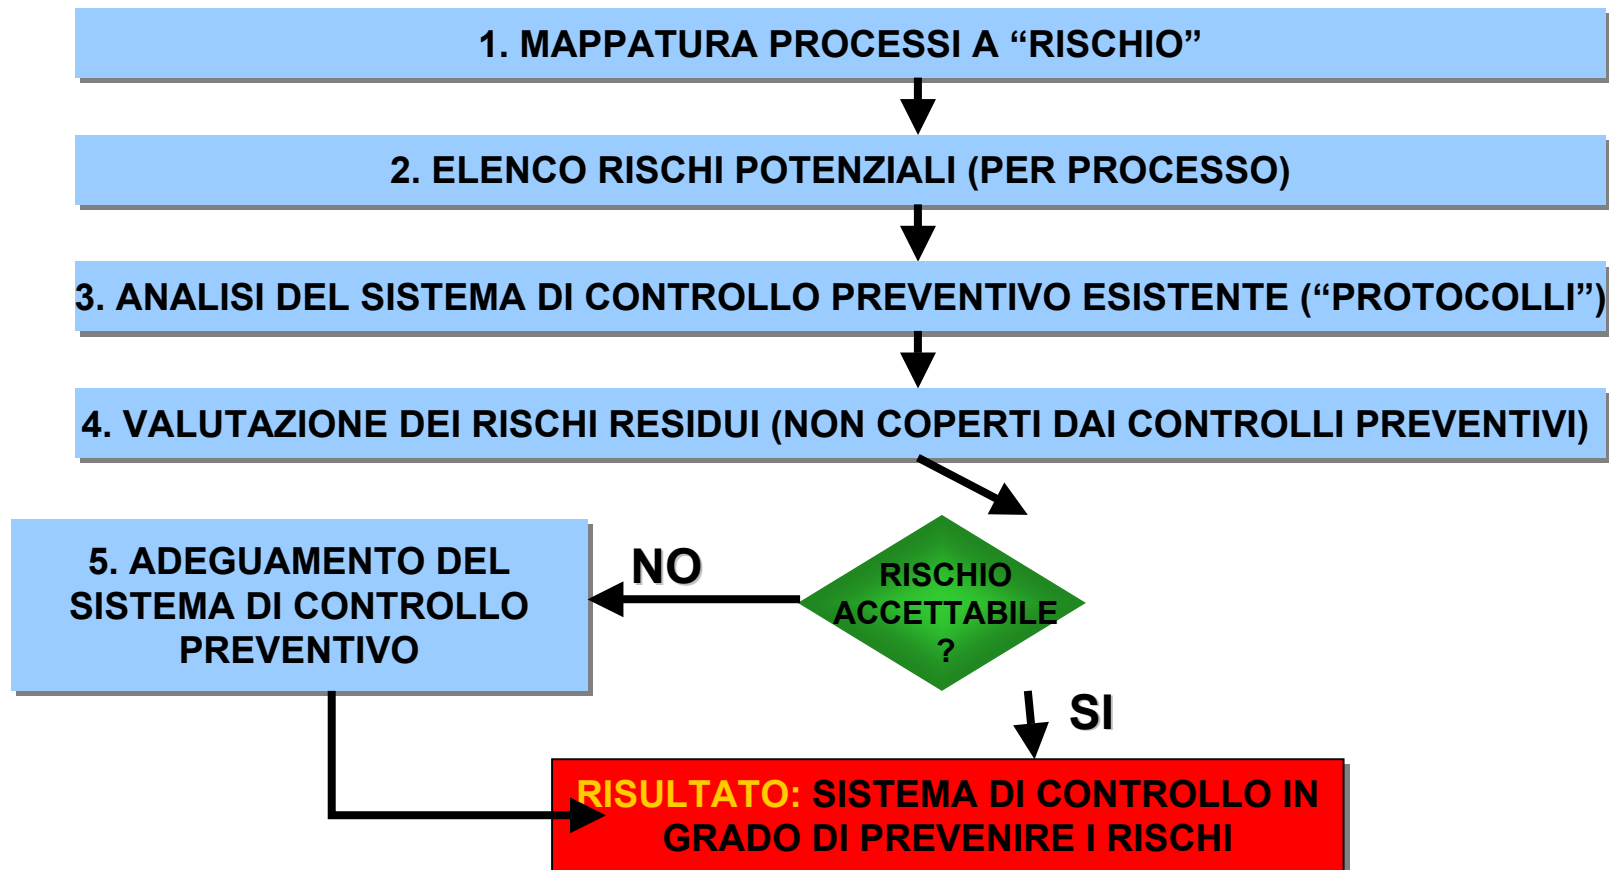 1. MAPPATURA PROCESSI A “RISCHIO”
2. ELENCO RISCHI POTENZIALI (PER PROCESSO)
3. ANALISI DEL SISTEMA DI CONTROLLO PREVENTIVO ESISTENTE (“PROTOCOLLI”)
4. VALUTAZIONE DEI RISCHI RESIDUI (NON COPERTI DAI CONTROLLI PREVENTIVI)
5. ADEGUAMENTO DEL
SISTEMA DI CONTROLLO
PREVENTIVO
NO
RISCHIO
ACCETTABILE
?
SI
RISULTATO: SISTEMA DI CONTROLLO IN
GRADO DI PREVENIRE I RISCHI